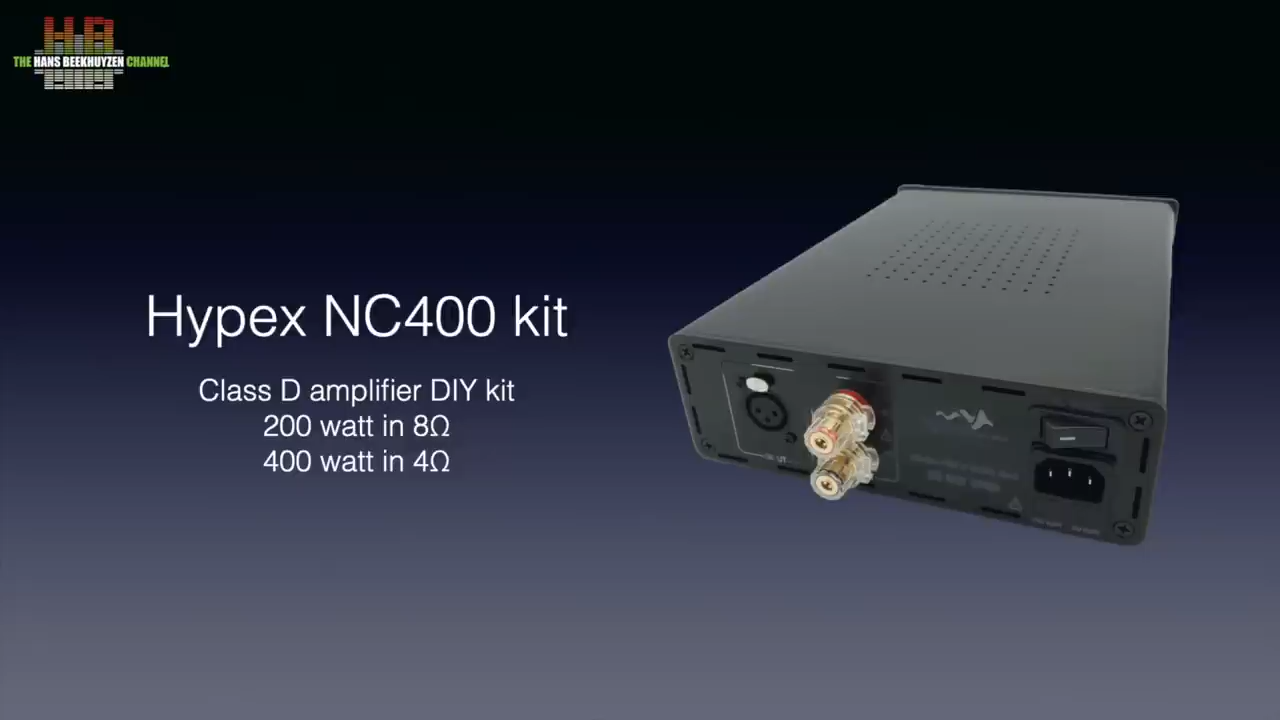 THE HANS BEEKHUYZEN CHANNEL
Hypex NC400 kit
Class D amplifier DIY kit
200 watt in 8Ω
400 watt in 4Ω